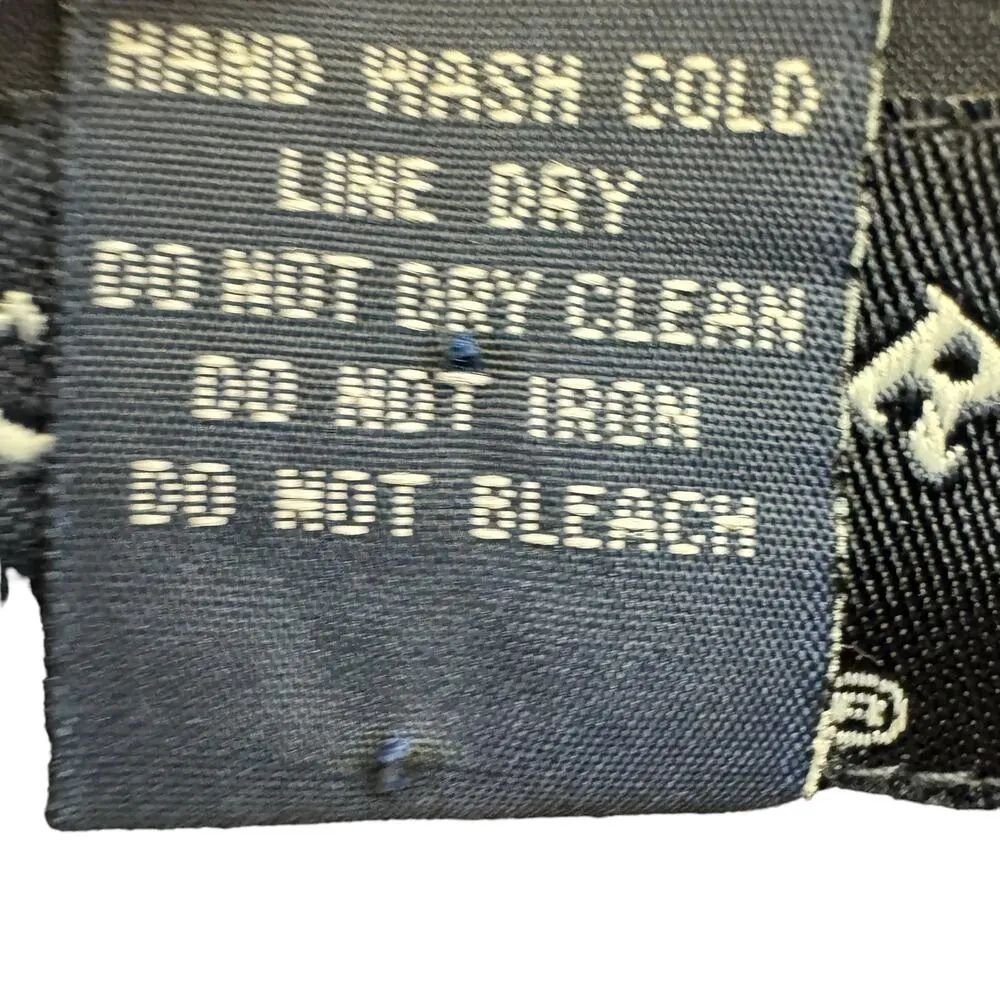 HAND WASH COLD
LINE DRY
DO NOT DRY CLEAN
DO NOT IRON
DO NOT BLEACH
R
®